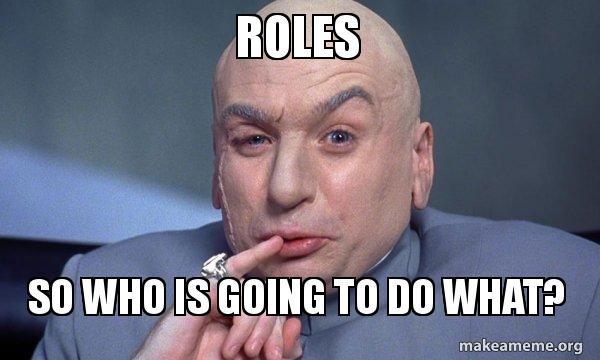 ROLES
SO WHO IS GOING TO DO WHAT?
makeameme.org